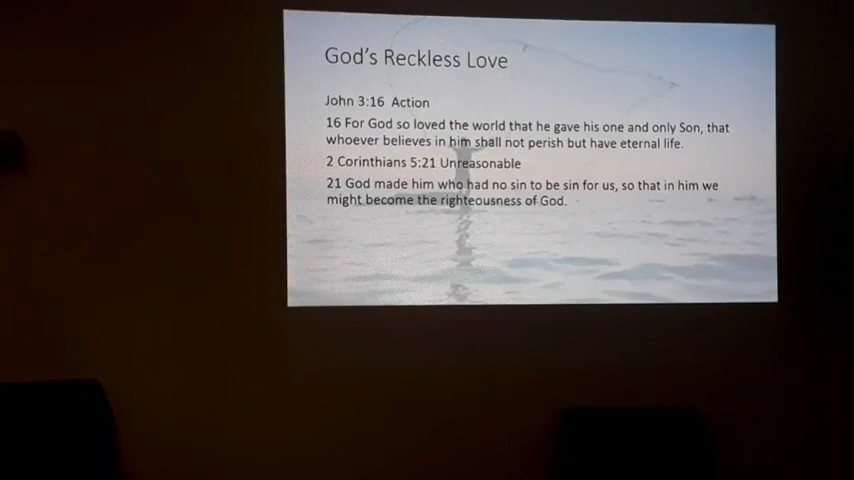 God's Reckless Love
John 3:16 Action
16 For God so loved the world that he gave his one and only Son, that
whoever believes in him shall not perish but have eternal life.
2 Corinthians 5:21 Unreasonable
21 God made him who had no sin to be sin for us, so that in him we
might become the righteousness of God.